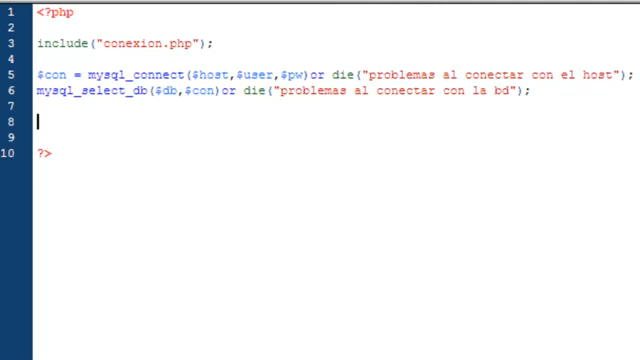 1 <?php
2
3 include("conexion.php");
4
5 $con = mysql_connect($host,$user,$pw)or die("problemas al conectar con el host");
6 mysql_select_db($db,$con)or die("problemas al conectar con la bd");
7
8
9
10 ?>